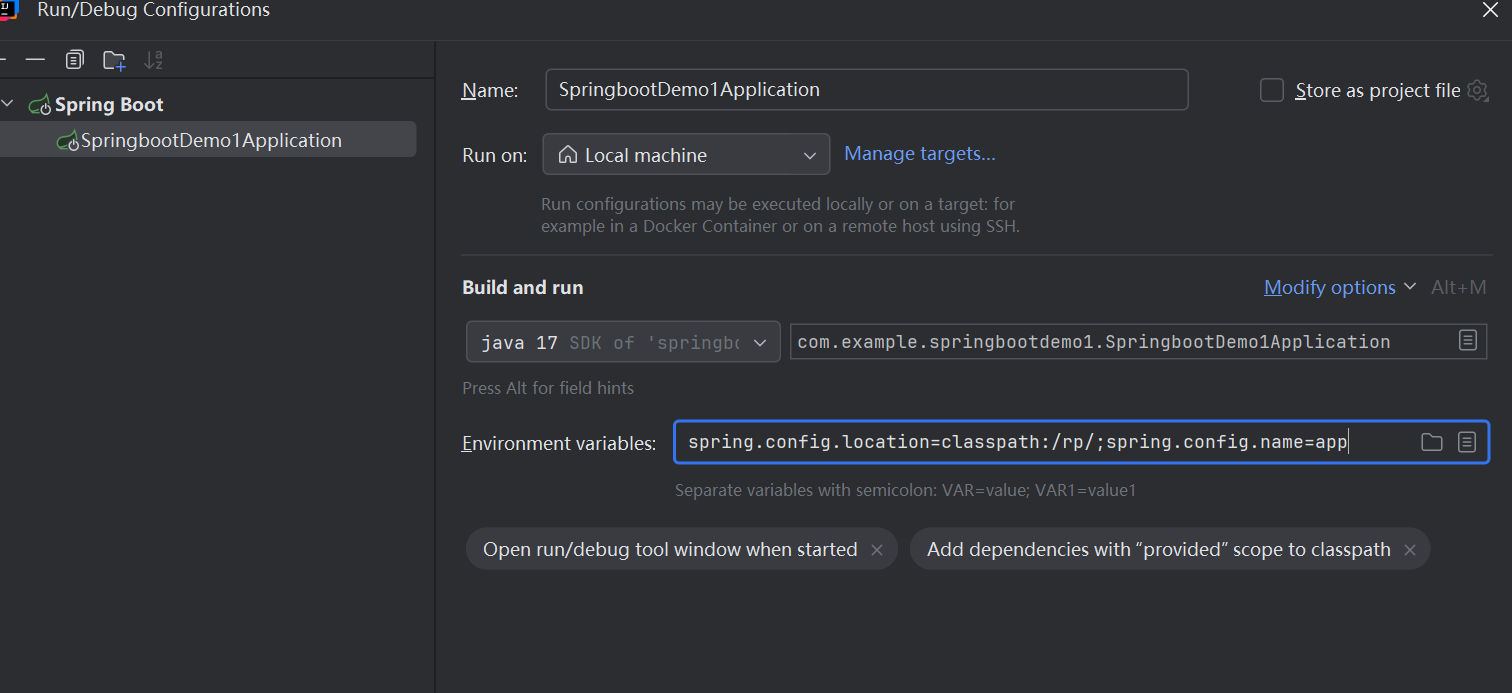 Run/Debug Configurations
Spring Boot
SpringbootDemo1Application
Name: SpringbootDemo1Application Store as project file
Run on: Local machine Manage targets...
Run configurations may be executed locally or on a target: for
example in a Docker Container or on a remote host using SSH.
Build and run Modify options Alt+M
java 17 SDK of 'springbo com.example.springbootdemo1.SpringbootDemo1Application
Press Alt for field hints
Environment variables: spring.config.location=classpath:/rp/;spring.config.name=app
Separate variables with semicolon: VAR=value; VAR1=value1
Open run/debug tool window when started × Add dependencies with “provided” scope to classpath ×